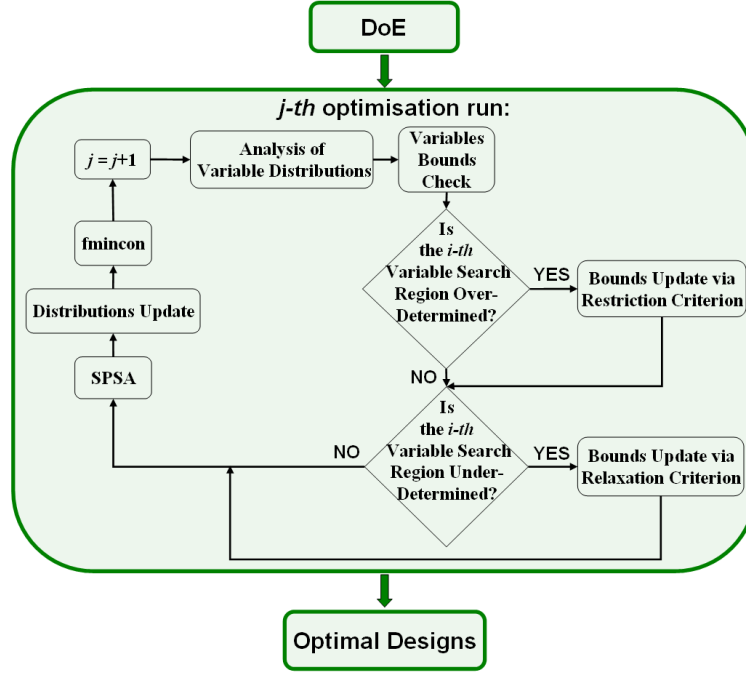 DoE
j-th optimisation run:
j = j+1
Analysis of
Variable Distributions
Variables
Bounds
Check
fmincon
Is
the i-th
Variable Search
Region Over-
Determined?
YES
Bounds Update via
Restriction Criterion
Distributions Update
SPSA
NO
Is
the i-th
Variable Search
Region Under-
Determined?
NO
YES
Bounds Update via
Relaxation Criterion
Optimal Designs